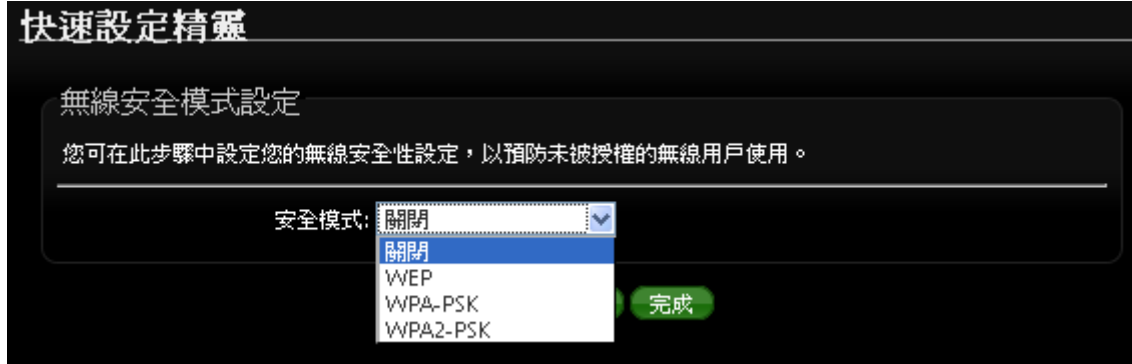 快速設定精靈
無線安全模式設定
您可在此步驟中設定您的無線安全性設定，以預防未被授權的無線用戶使用。
安全模式: 關閉
關閉
WEP
WPA-PSK
WPA2-PSK
完成